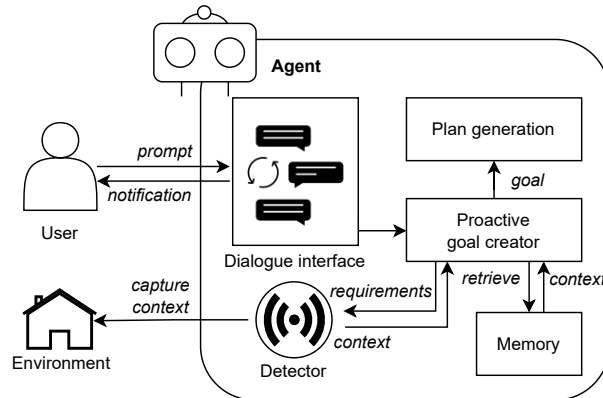 Agent
Plan generation
prompt
notification
goal
User
Proactive
goal creator
Dialogue interface
capture
context
requirements
retrieve
context
context
Environment
Detector
Memory